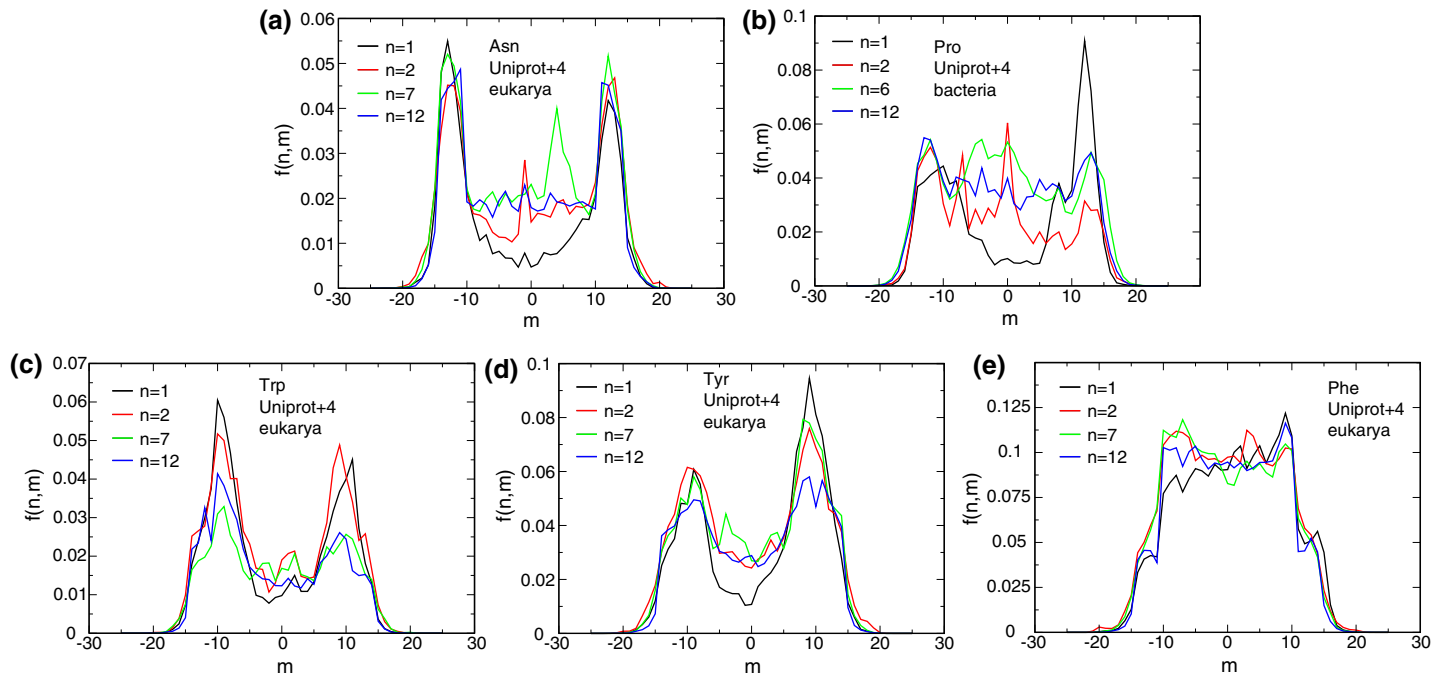 (a)
n=1
n=2
n=7
n=12
Asn
Uniprot+4
eukarya
f(n,m)
0.06
0.05
0.04
0.03
0.02
0.01
0
-30
-20
-10
0
10
20
30
m
(b)
n=1
n=2
n=6
n=12
Pro
Uniprot+4
bacteria
f(n,m)
0.1
0.08
0.06
0.04
0.02
0
-30
-20
-10
0
10
20
m
(c)
n=1
n=2
n=7
n=12
Trp
Uniprot+4
eukarya
f(n,m)
0.07
0.06
0.05
0.04
0.03
0.02
0.01
0
-30
-20
-10
0
10
20
30
m
(d)
n=1
n=2
n=7
n=12
Tyr
Uniprot+4
eukarya
f(n,m)
0.1
0.08
0.06
0.04
0.02
0
-30
-20
-10
0
10
20
30
m
(e)
n=1
n=2
n=7
n=12
Phe
Uniprot+4
eukarya
f(n,m)
0.125
0.1
0.075
0.05
0.025
0
-30
-20
-10
0
10
20
30
m